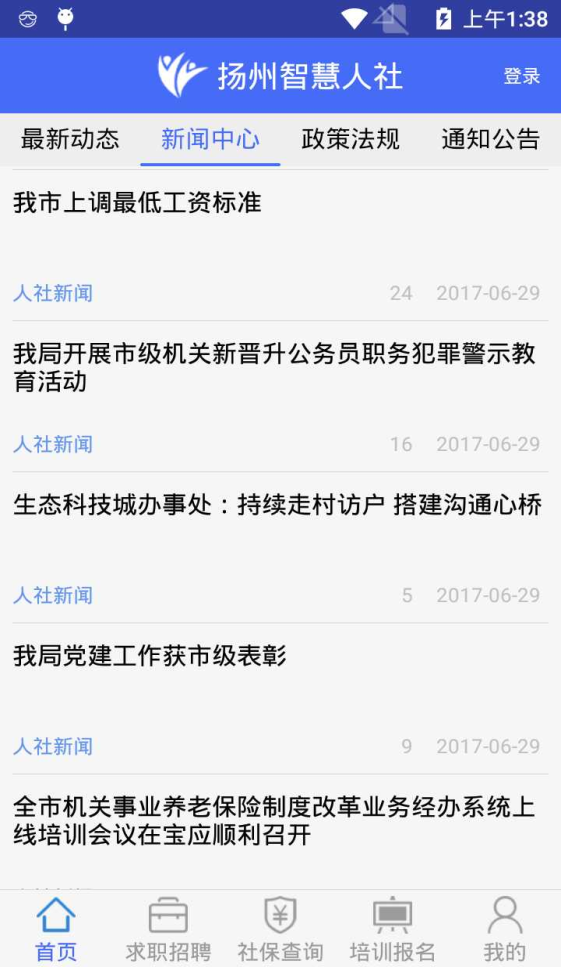 上午1:38
扬州智慧人社
登录
最新动态 新闻中心 政策法规 通知公告
我市上调最低工资标准
人社新闻 24 2017-06-29
我局开展市级机关新晋升公务员职务犯罪警示教
育活动
人社新闻 16 2017-06-29
生态科技城办事处：持续走村访户 搭建沟通心桥
人社新闻 5 2017-06-29
我局党建工作获市级表彰
人社新闻 9 2017-06-29
全市机关事业养老保险制度改革业务经办系统上
线培训会议在宝应顺利召开
首页 求职招聘 社保查询 培训报名 我的